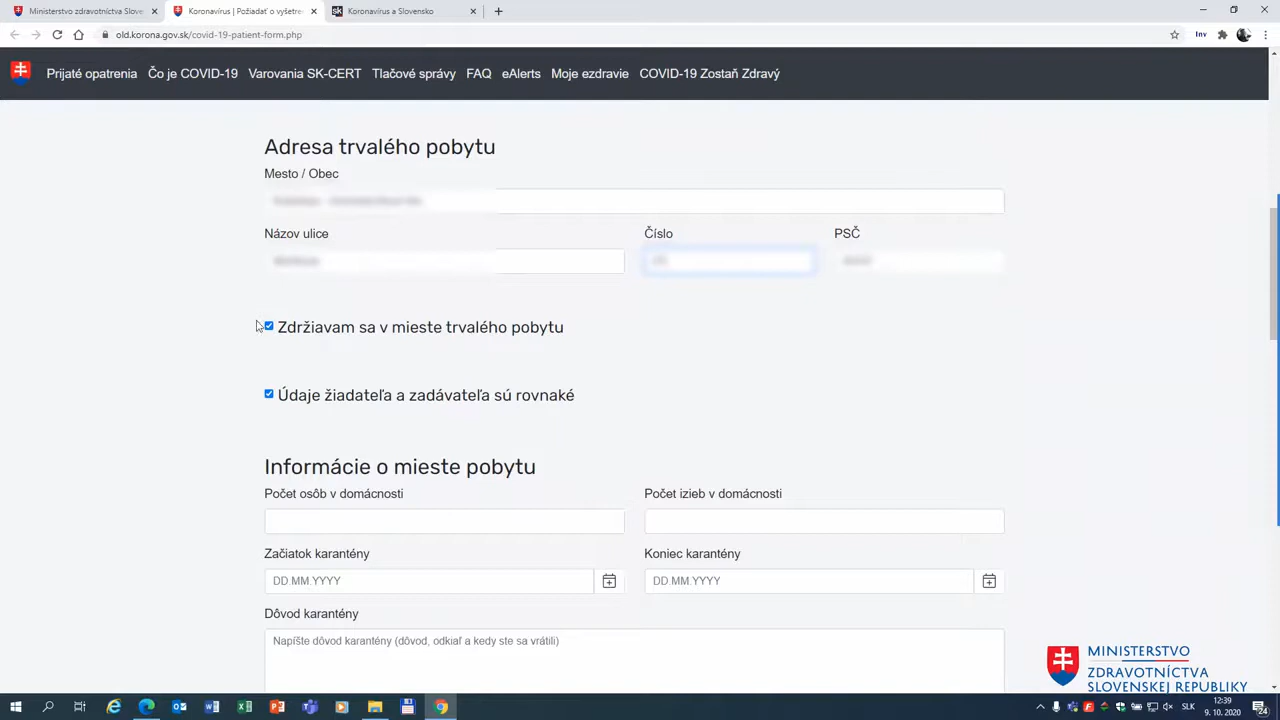 Ministerstvo zdravotníctva Slove
Koronavírus | Požiadať o vyšetre
Koronavírus a Slovensko
old.korona.gov.sk/covid-19-patient-form.php
Inv
Prijaté opatrenia Čo je COVID-19 Varovania SK-CERT Tlačové správy FAQ eAlerts Moje ezdravie COVID-19 Zostaň Zdravý
Adresa trvalého pobytu
Mesto / Obec
Názov ulice Číslo PSČ
Zdržiavam sa v mieste trvalého pobytu
Údaje žiadateľa a zadávateľa sú rovnaké
Informácie o mieste pobytu
Počet osôb v domácnosti Počet izieb v domácnosti
Začiatok karantény Koniec karantény
DD.MM.YYYY DD.MM.YYYY
Dôvod karantény
Napíšte dôvod karantény (dôvod, odkiaľ a kedy ste sa vrátili)
MINISTERSTVO
ZDRAVOTNÍCTVA
SLOVENSKEJ REPUBLIKY
SLK
12:39
9. 10. 2020
24